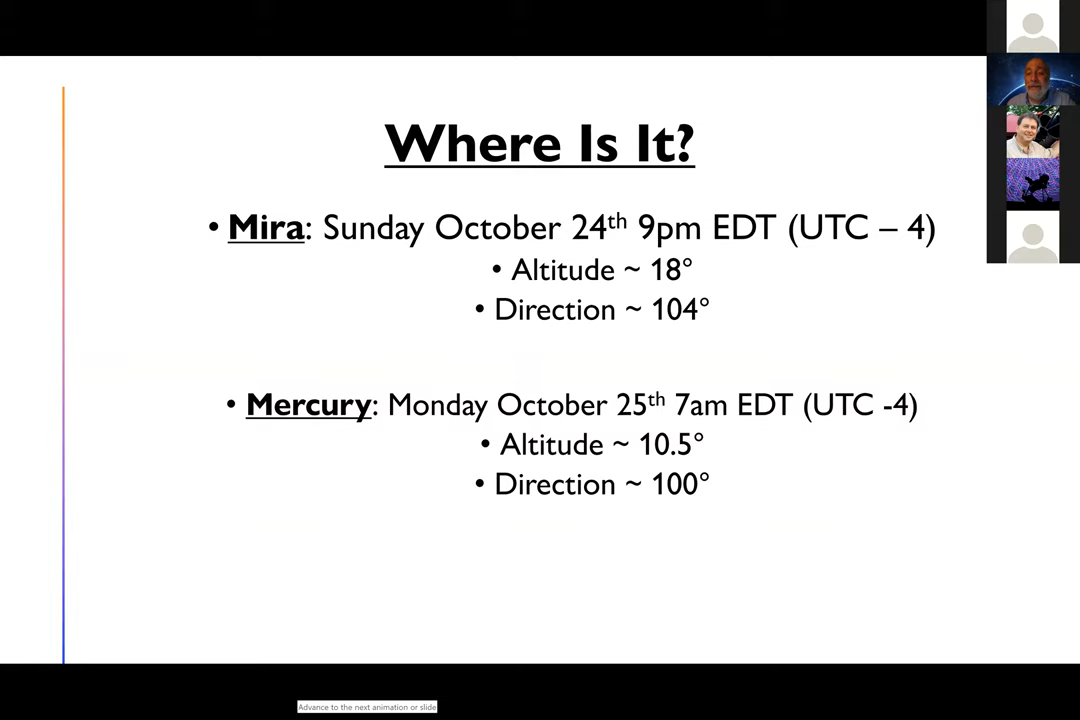 Where Is It?
• Mira: Sunday October 24th 9pm EDT (UTC – 4)
• Altitude ~ 18°
• Direction ~ 104°
• Mercury: Monday October 25th 7am EDT (UTC -4)
• Altitude ~ 10.5°
• Direction ~ 100°
Advance to the next animation or slide